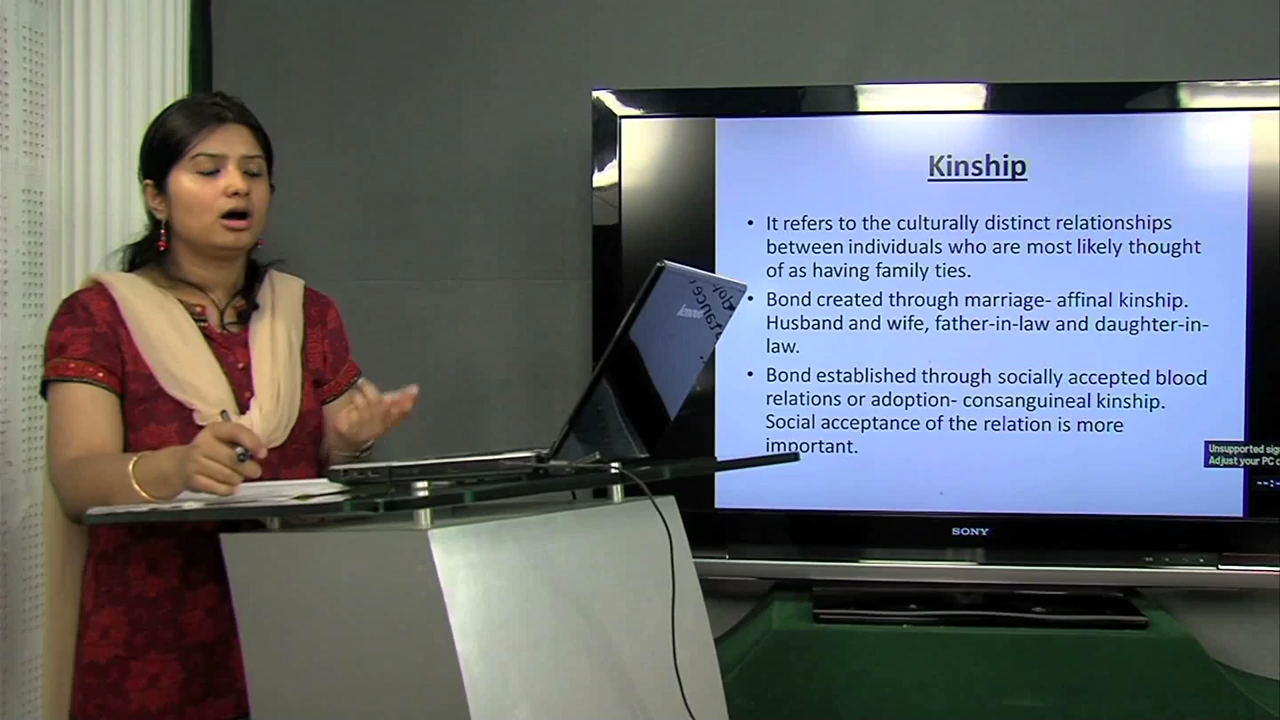 Kinship
• It refers to the culturally distinct relationships
between individuals who are most likely thought
of as having family ties.
• Bond created through marriage- affinal kinship.
Husband and wife, father-in-law and daughter-in-
law.
• Bond established through socially accepted blood
relations or adoption- consanguineal kinship.
Social acceptance of the relation is more
important.
Unsupported
Adjust your PC
SONY